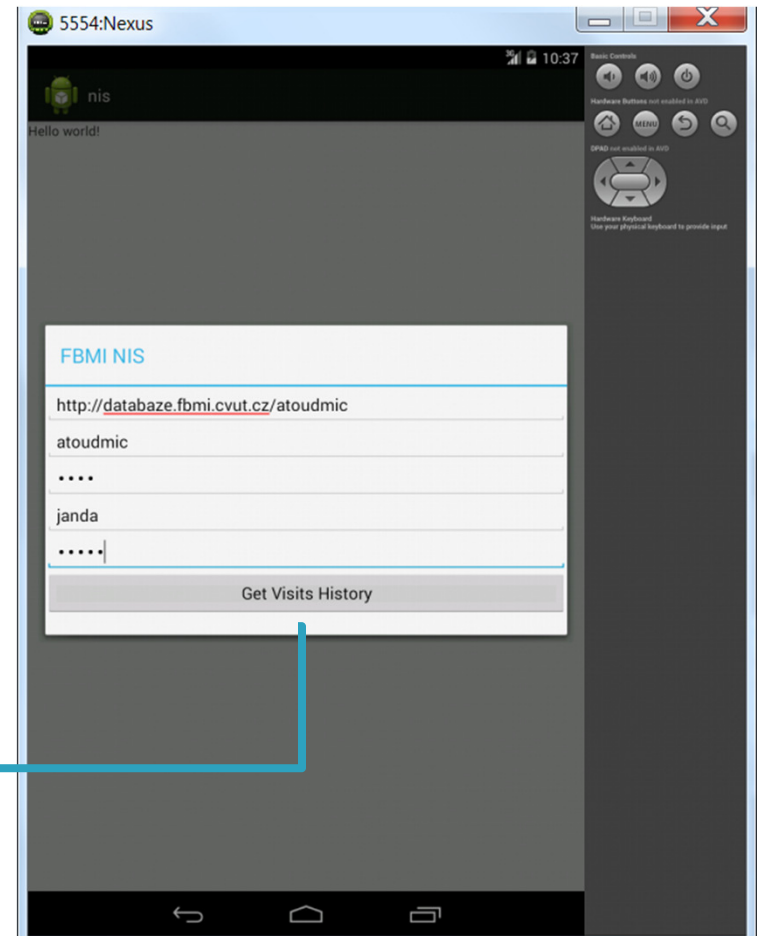 5554:Nexus
3G 10:37
nis
Hello world!
FBMI NIS
http://databaze.fbmi.cvut.cz/atoudmic
atoudmic
••••
janda
•••••
Get Visits History
Basic Controls
Hardware Buttons not enabled in AVD
MENU
DPAD not enabled in AVD
Hardware Keyboard
Use your physical keyboard to provide input